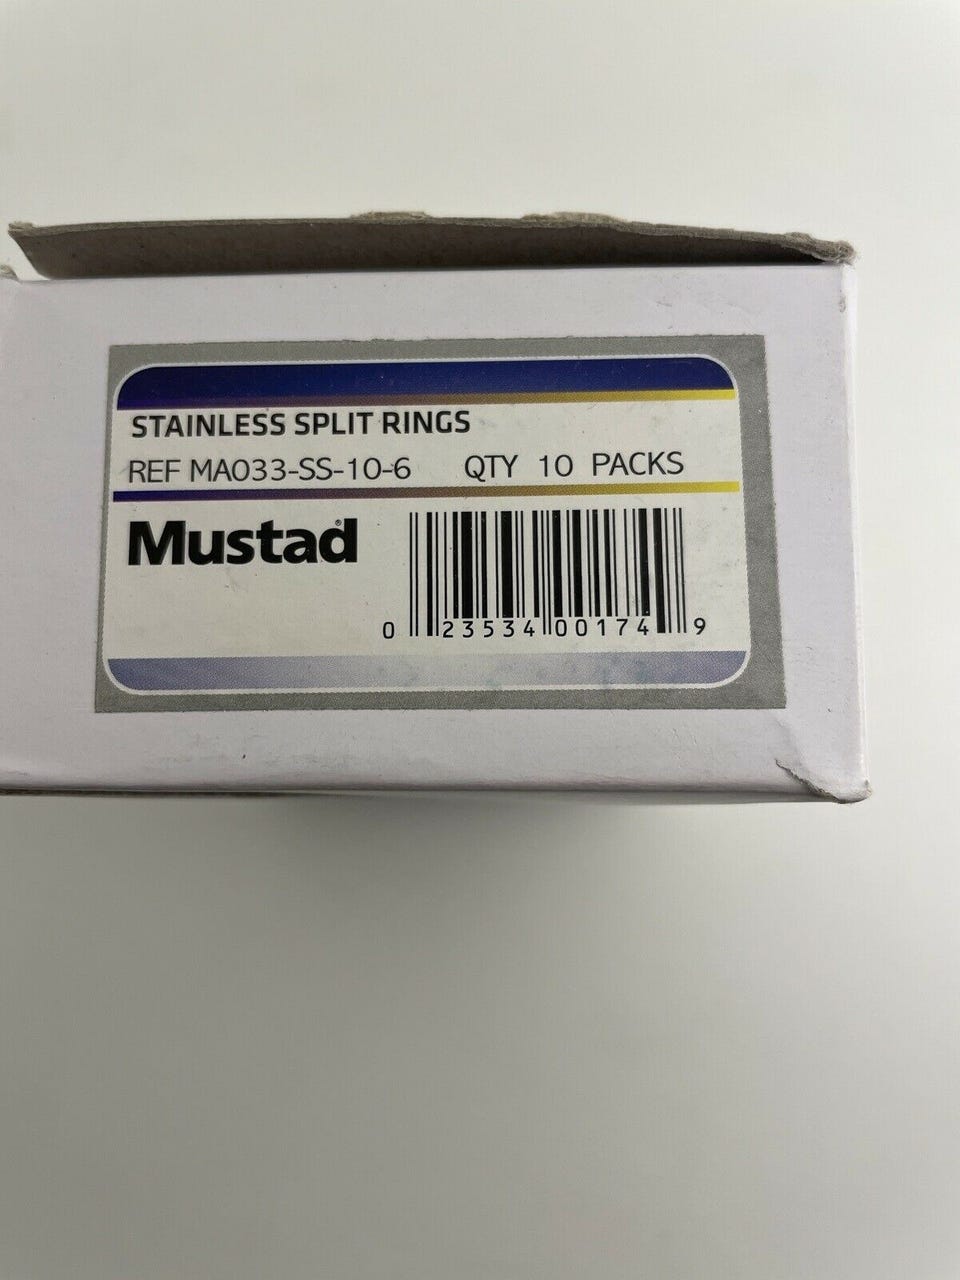 STAINLESS SPLIT RINGS
REF MA033-SS-10-6 QTY 10 PACKS
Mustad®
0 23534 00174 9